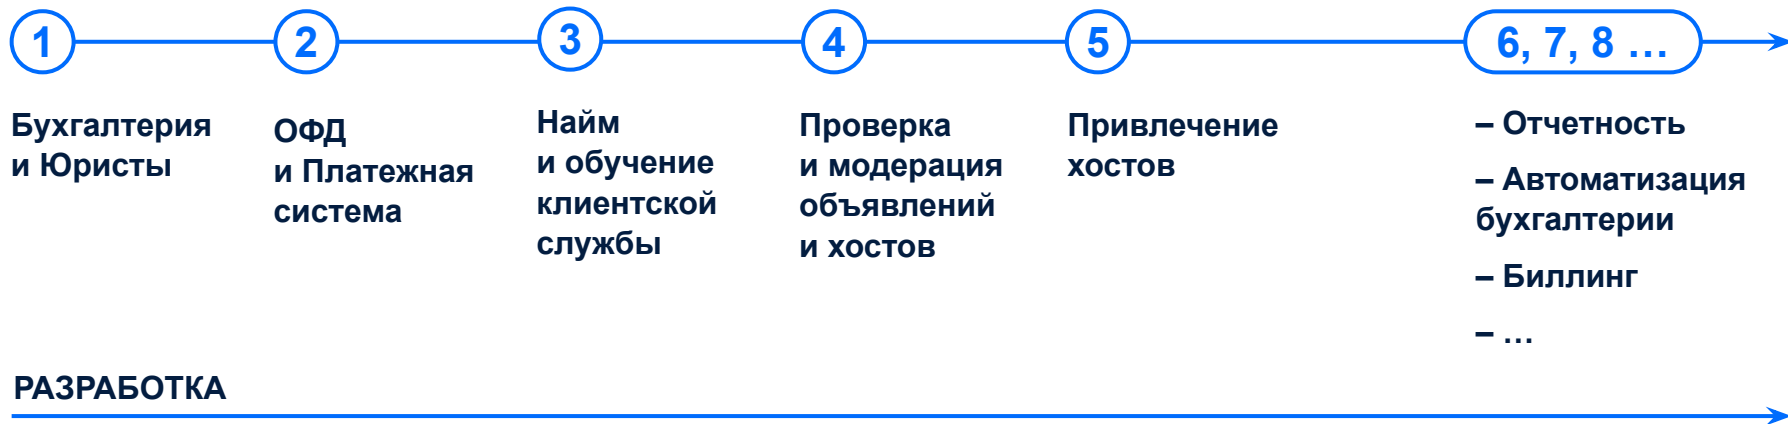 1
2
3
4
5
6, 7, 8 ...
Бухгалтерия
и Юристы
ОФД
и Платежная
система
Найм
и обучение
клиентской
службы
Проверка
и модерация
объявлений
и хостов
Привлечение
хостов
– Отчетность
– Автоматизация
бухгалтерии
– Биллинг
– ...
РАЗРАБОТКА